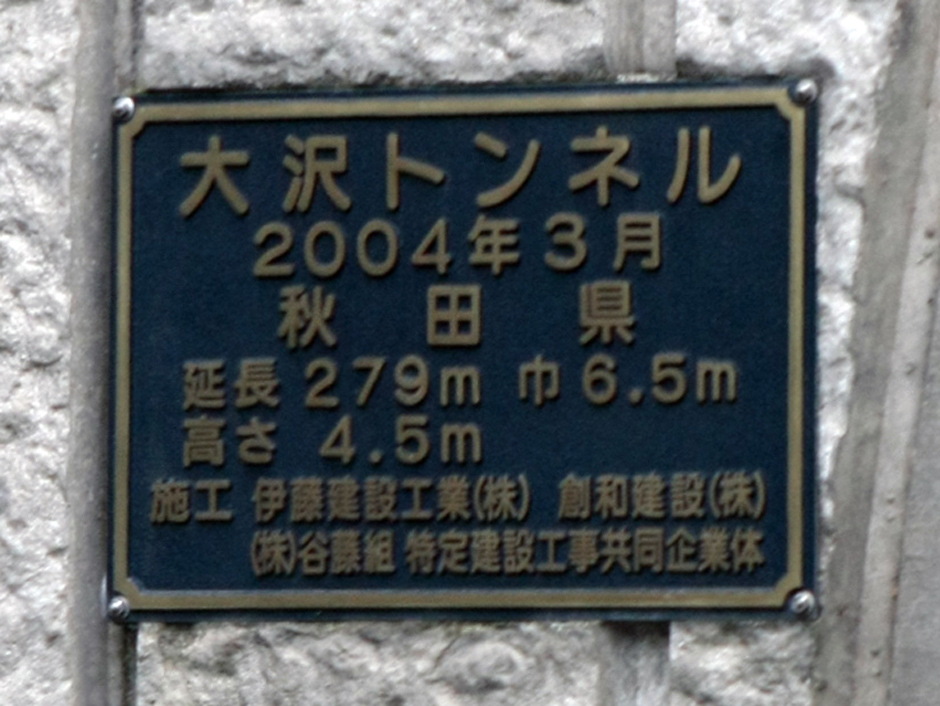 大沢トンネル
2004年3月
秋田県
延長 279m 巾6.5m
高さ 4.5m
施工 伊藤建設工業(株) 創和建設(株)
(株)谷藤組 特定建設工事共同企業体